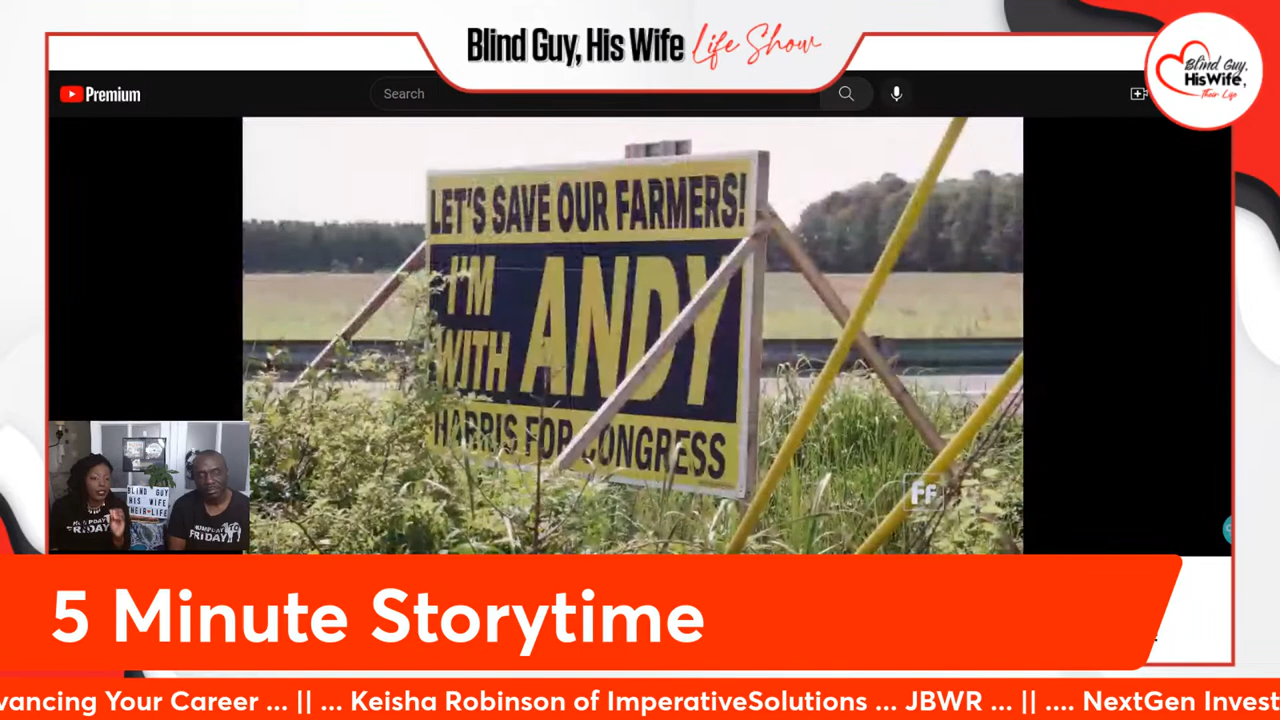 Blind Guy, His Wife Life Show
Blind Guy,
His Wife,
Their Life
Premium
Search
LET'S SAVE OUR FARMERS!
I'M
WITH ANDY
HARRIS FOR CONGRESS
Ff
BLIND GUY
HIS WIFE
THEIR LIFE
HUMPDAY
FRIDAY
HUMPDAY
FRIDAY
5 Minute Storytime
vancing Your Career ... || ... Keisha Robinson of ImperativeSolutions ... JBWR ... || .... NextGen Invest